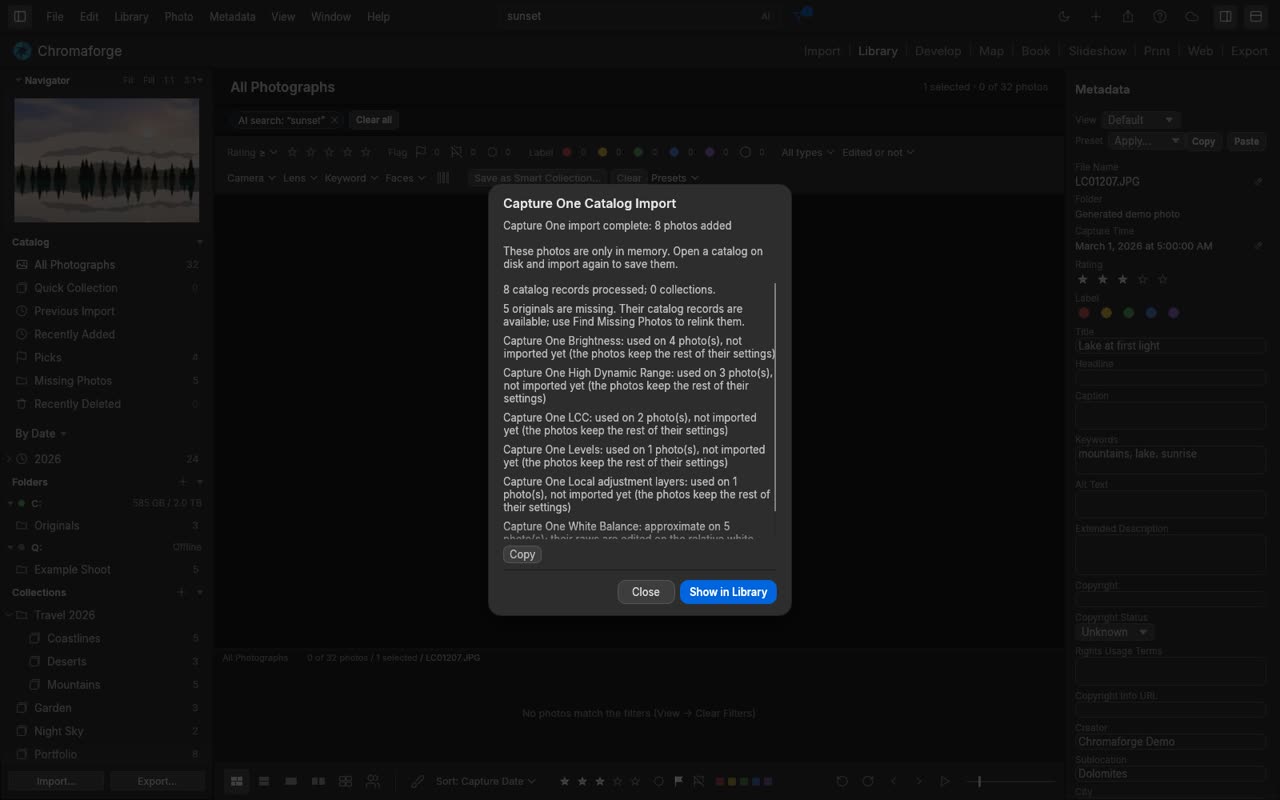 File Edit Library Photo Metadata View Window Help
sunset
AI
Chromaforge
Import Library Develop Map Book Slideshow Print Web Export
Navigator Fit Fill 1:1 3:1
All Photographs
1 selected · 0 of 32 photos
AI search: “sunset”
Clear all
Rating ≥ Flag 0 0 0 Label 0 0 0 0 0 0 All types Edited or not
Camera Lens Keyword Faces Save as Smart Collection... Clear Presets
Catalog
All Photographs 32
Quick Collection 0
Previous Import 0
Recently Added 0
Picks 4
Missing Photos 5
Recently Deleted 0
By Date
2026 24
Folders
C: 585 GB / 2.0 TB
Originals 3
Q: Offline
Example Shoot 5
Collections
Travel 2026
Coastlines 5
Deserts 3
Mountains 5
Garden 3
Night Sky 2
Portfolio 8
Import... Export...
Capture One Catalog Import
Capture One import complete: 8 photos added
These photos are only in memory. Open a catalog on
disk and import again to save them.
8 catalog records processed; 0 collections.
5 originals are missing. Their catalog records are
available; use Find Missing Photos to relink them.
Capture One Brightness: used on 4 photo(s), not
imported yet (the photos keep the rest of their settings)
Capture One High Dynamic Range: used on 3 photo(s),
not imported yet (the photos keep the rest of their
settings)
Capture One LCC: used on 2 photo(s), not imported
yet (the photos keep the rest of their settings)
Capture One Levels: used on 1 photo(s), not imported
yet (the photos keep the rest of their settings)
Capture One Local adjustment layers: used on 1
photo(s), not imported yet (the photos keep the rest of
their settings)
Capture One White Balance: approximate on 5
photo(s); their raws are edited on the relative white
Copy
Close
Show in Library
All Photographs 0 of 32 photos / 1 selected / LC01207.JPG
No photos match the filters (View → Clear Filters)
Sort: Capture Date
Metadata
View Default
Preset Apply... Copy Paste
File Name
LC01207.JPG
Folder
Generated demo photo
Capture Time
March 1, 2026 at 5:00:00 AM
Rating
Label
Title
Lake at first light
Headline
Caption
Keywords
mountains, lake, sunrise
Alt Text
Extended Description
Copyright
Copyright Status
Unknown
Rights Usage Terms
Copyright Info URL
Creator
Chromaforge Demo
Sublocation
Dolomites
City